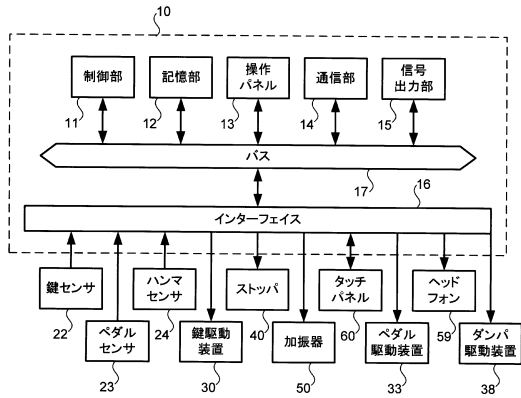 10
制御部
記憶部
操作
パネル
通信部
信号
出力部
11
12
13
14
15
バス
17
16
インターフェイス
鍵センサ
ハンマ
センサ
ストッパ
タッチ
パネル
ヘッド
フォン
22
24
40
60
59
ペダル
センサ
鍵駆動
装置
加振器
ペダル
駆動装置
ダンパ
駆動装置
23
30
50
33
38